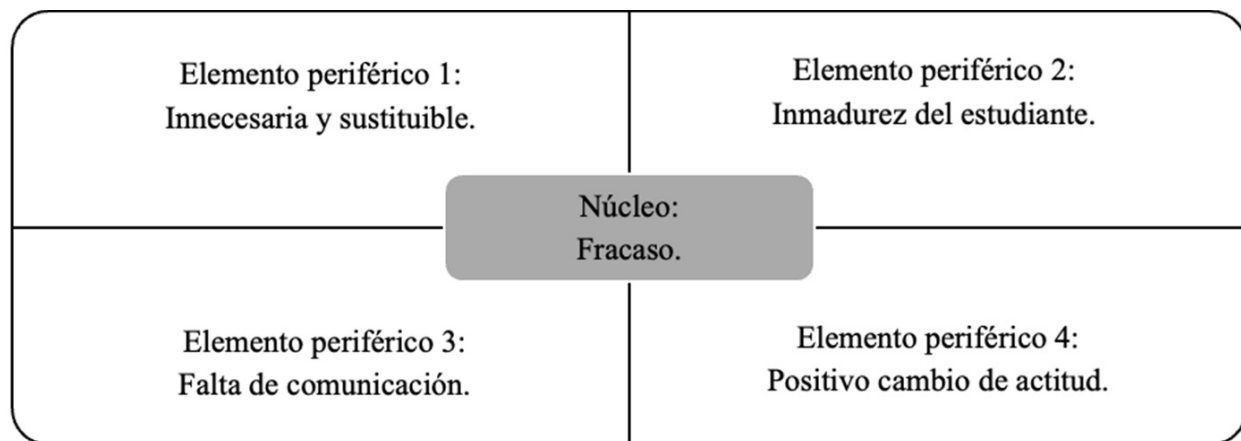 Elemento periférico 1:
Innecesaria y sustituible.
Elemento periférico 2:
Inmadurez del estudiante.
Núcleo:
Fracaso.
Elemento periférico 3:
Falta de comunicación.
Elemento periférico 4:
Positivo cambio de actitud.